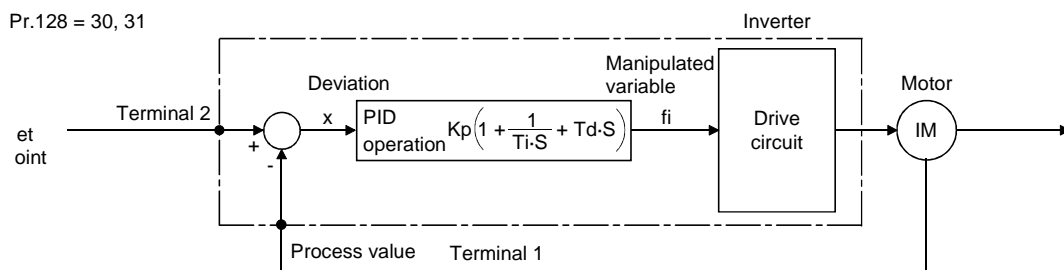 Pr.128 = 30, 31
Inverter
Manipulated
variable
Deviation
Motor
Terminal 2
x
PID
operation
Kp(1 + 1/Ti·S + Td·S)
fi
Drive
circuit
IM
et
oint
+
-
Process value
Terminal 1